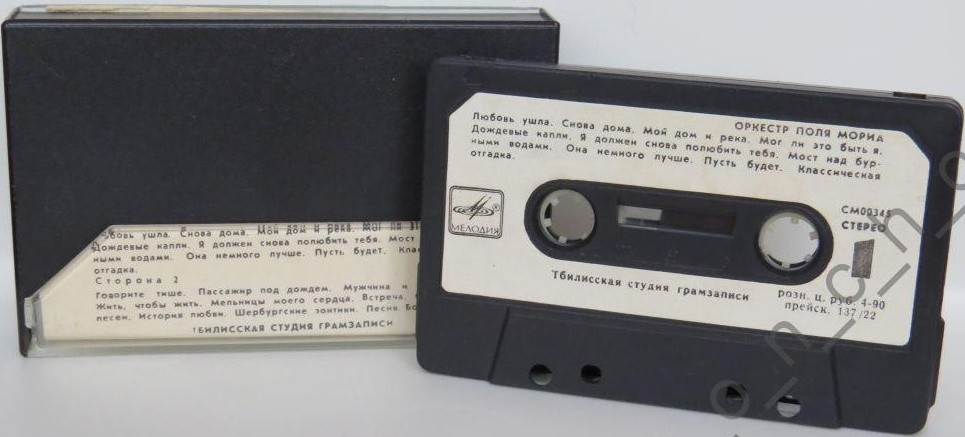 ОРКЕСТР ПОЛЯ МОРИА
Любовь ушла. Снова дома. Мой дом и река. Мог ли это быть я.
Дождевые капли. Я должен снова полюбить тебя. Мост над бур-
ными водами. Она немного лучше. Пусть будет. Классическая
отгадка.
МЕЛОДИЯ
СМ00345
СТЕРЕО
1
Тбилисская студия грамзаписи
розн. ц. руб. 4-90
прейск. 137/22
Любовь ушла. Снова дома. Мой дом и река. Мог ли
Дождевые капли. Я должен снова полюбить тебя. Мост
ными водами. Она немного лучше. Пусть будет.
отгадка.
Сторона 2
Говорите тише. Пассажир под дождем. Мужчина и
Жить, чтобы жить. Мельницы моего сердца. Встреча,
песен. История любви. Шербургские зонтики. Песня
ТБИЛИССКАЯ СТУДИЯ ГРАМЗАПИСИ